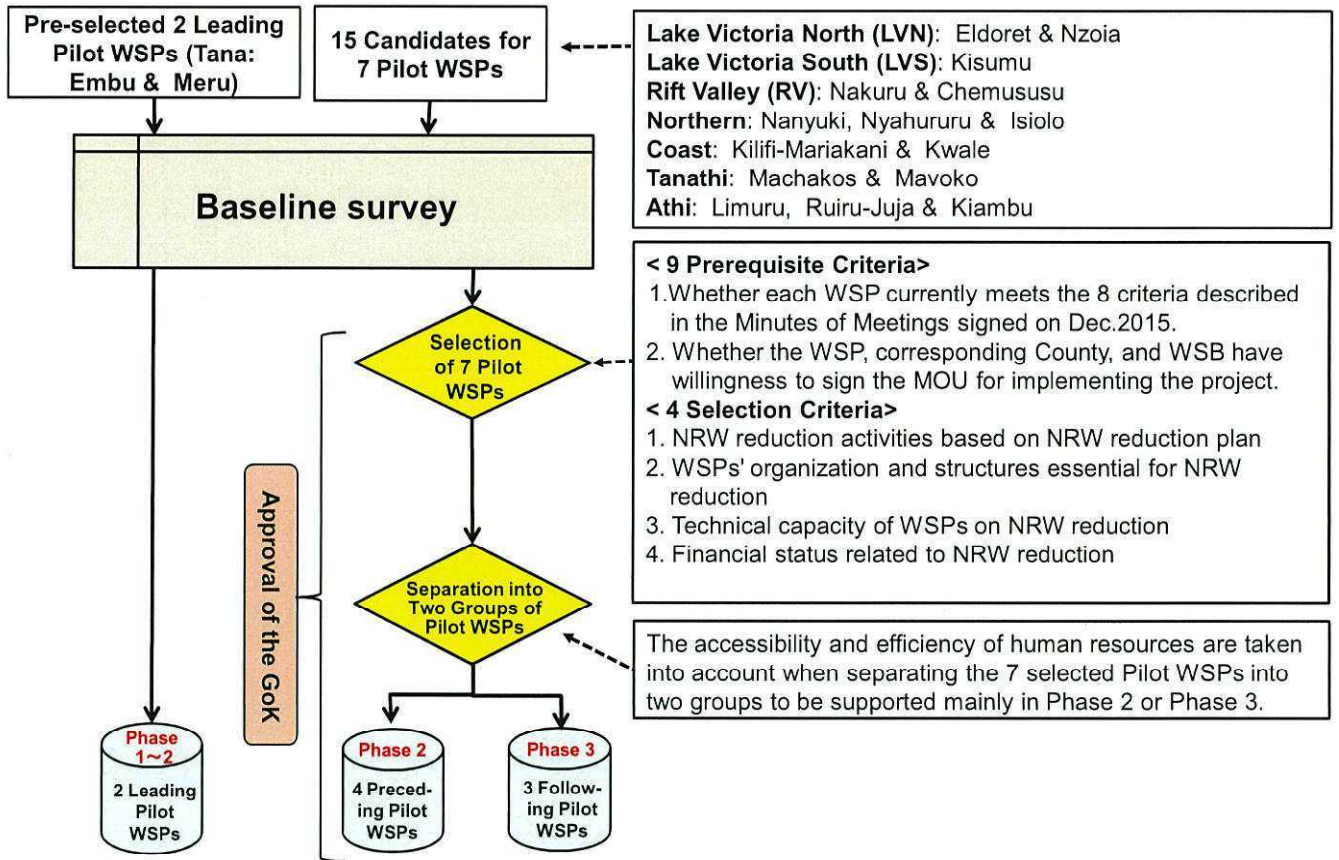 Pre-selected 2 Leading
Pilot WSPs (Tana:
Embu & Meru)
15 Candidates for
7 Pilot WSPs
Lake Victoria North (LVN): Eldoret & Nzoia
Lake Victoria South (LVS): Kisumu
Rift Valley (RV): Nakuru & Chemususu
Northern: Nanyuki, Nyahururu & Isiolo
Coast: Kilifi-Mariakani & Kwale
Tanathi: Machakos & Mavoko
Athi: Limuru, Ruiru-Juja & Kiambu
Baseline survey
< 9 Prerequisite Criteria>
1.Whether each WSP currently meets the 8 criteria described
in the Minutes of Meetings signed on Dec.2015.
2. Whether the WSP, corresponding County, and WSB have
willingness to sign the MOU for implementing the project.
< 4 Selection Criteria>
1. NRW reduction activities based on NRW reduction plan
2. WSPs' organization and structures essential for NRW
reduction
3. Technical capacity of WSPs on NRW reduction
4. Financial status related to NRW reduction
Selection
of 7 Pilot
WSPs
Approval of the GoK
Separation into
Two Groups of
Pilot WSPs
The accessibility and efficiency of human resources are taken
into account when separating the 7 selected Pilot WSPs into
two groups to be supported mainly in Phase 2 or Phase 3.
Phase
1~2
2 Leading
Pilot
WSPs
Phase 2
4 Preced-
ing Pilot
WSPs
Phase 3
3 Follow-
ing Pilot
WSPs